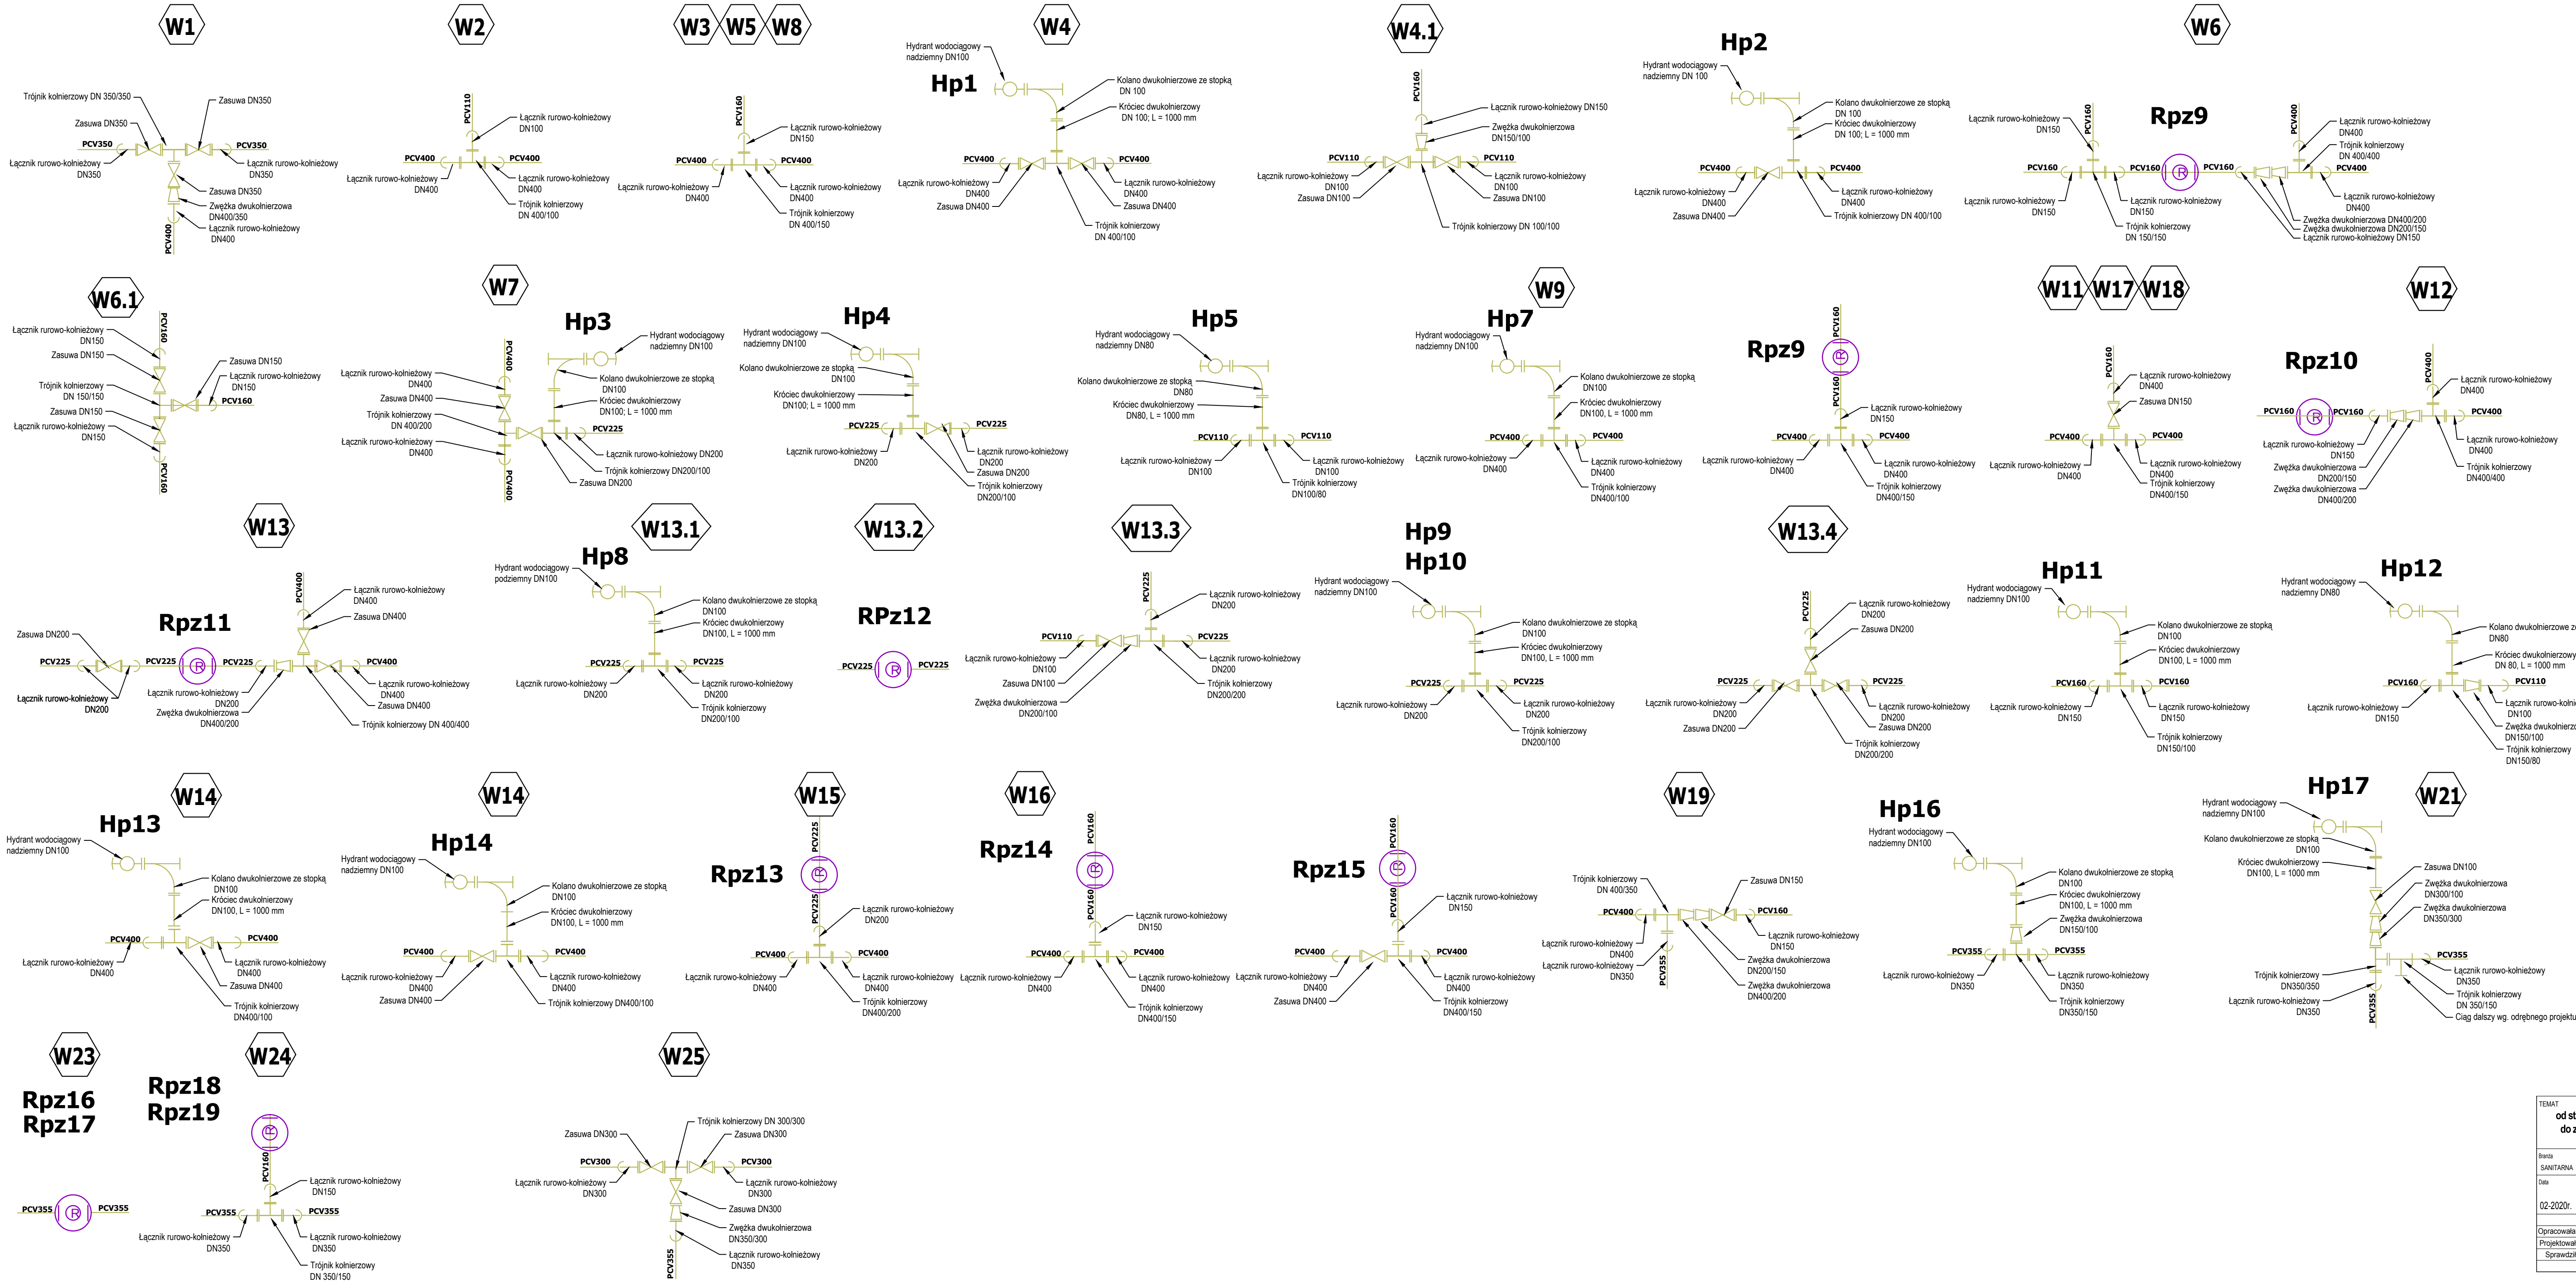 W1
Trójnik kołnierzowy DN 350/350
Zasuwa DN350
Zasuwa DN350
PCV350
PCV350
Łącznik rurowo-kołnieżowy
DN350
Łącznik rurowo-kołnieżowy
DN350
Zasuwa DN350
Zwężka dwukołnierzowa
DN400/350
Łącznik rurowo-kołnieżowy
DN400
PCV400
W2
PCV110
Łącznik rurowo-kołnieżowy
DN100
PCV400
PCV400
Łącznik rurowo-kołnieżowy
DN400
Łącznik rurowo-kołnieżowy
DN400
Trójnik kołnierzowy
DN 400/100
W3 W5 W8
PCV160
Łącznik rurowo-kołnieżowy
DN150
PCV400
PCV400
Łącznik rurowo-kołnieżowy
DN400
Łącznik rurowo-kołnieżowy
DN400
Trójnik kołnierzowy
DN 400/150
W4
Hydrant wodociągowy
nadziemny DN100
Hp1
Kolano dwukołnierzowe ze stopką
DN 100
Króciec dwukołnierzowy
DN 100; L = 1000 mm
PCV400
PCV400
Łącznik rurowo-kołnieżowy
DN400
Zasuwa DN400
Łącznik rurowo-kołnieżowy
DN400
Zasuwa DN400
Trójnik kołnierzowy
DN 400/100
W4.1
PCV160
Łącznik rurowo-kołnieżowy DN150
Zwężka dwukołnierzowa
DN150/100
PCV110
PCV110
Łącznik rurowo-kołnieżowy
DN100
Zasuwa DN100
Łącznik rurowo-kołnieżowy
DN100
Zasuwa DN100
Trójnik kołnierzowy DN 100/100
Hp2
Hydrant wodociągowy
nadziemny DN 100
Kolano dwukołnierzowe ze stopką
DN 100
Króciec dwukołnierzowy
DN 100; L = 1000 mm
PCV400
PCV400
Łącznik rurowo-kołnieżowy
DN400
Zasuwa DN400
Łącznik rurowo-kołnieżowy
DN400
Trójnik kołnierzowy DN 400/100
W6
PCV160
Łącznik rurowo-kołnieżowy
DN150
Rpz9
PCV400
Łącznik rurowo-kołnieżowy
DN400
Trójnik kołnierzowy
DN 400/400
PCV160
PCV160
R
PCV160
PCV400
Łącznik rurowo-kołnieżowy
DN150
Łącznik rurowo-kołnieżowy
DN150
Trójnik kołnierzowy
DN 150/150
Łącznik rurowo-kołnieżowy
DN400
Zwężka dwukołnierzowa DN400/200
Zwężka dwukołnierzowa DN200/150
Łącznik rurowo-kołnieżowy DN150
W6.1
PCV160
Łącznik rurowo-kołnieżowy
DN150
Zasuwa DN150
Trójnik kołnierzowy
DN 150/150
Zasuwa DN150
Łącznik rurowo-kołnieżowy
DN150
Zasuwa DN150
Łącznik rurowo-kołnieżowy
DN150
PCV160
PCV160
W7
Hp3
PCV400
Hydrant wodociągowy
nadziemny DN100
Łącznik rurowo-kołnieżowy
DN400
Zasuwa DN400
Trójnik kołnierzowy
DN 400/200
Łącznik rurowo-kołnieżowy
DN400
Kolano dwukołnierzowe ze stopką
DN100
Króciec dwukołnierzowy
DN100; L = 1000 mm
PCV225
Łącznik rurowo-kołnieżowy DN200
Trójnik kołnierzowy DN200/100
Zasuwa DN200
PCV400
Hp4
Hydrant wodociągowy
nadziemny DN100
Kolano dwukołnierzowe ze stopką
DN100
Króciec dwukołnierzowy
DN100; L = 1000 mm
PCV225
PCV225
Łącznik rurowo-kołnieżowy
DN200
Łącznik rurowo-kołnieżowy
DN200
Zasuwa DN200
Trójnik kołnierzowy
DN200/100
Hp5
Hydrant wodociągowy
nadziemny DN80
Kolano dwukołnierzowe ze stopką
DN80
Króciec dwukołnierzowy
DN80, L = 1000 mm
PCV110
PCV110
Łącznik rurowo-kołnieżowy
DN100
Łącznik rurowo-kołnieżowy
DN100
Trójnik kołnierzowy
DN100/80
W9
Hp7
Hydrant wodociągowy
nadziemny DN100
Kolano dwukołnierzowe ze stopką
DN100
Króciec dwukołnierzowy
DN100, L = 1000 mm
PCV400
PCV400
Łącznik rurowo-kołnieżowy
DN400
Łącznik rurowo-kołnieżowy
DN400
Trójnik kołnierzowy
DN400/100
Rpz9
PCV160
R
PCV160
Łącznik rurowo-kołnieżowy
DN150
PCV400
PCV400
Łącznik rurowo-kołnieżowy
DN400
Łącznik rurowo-kołnieżowy
DN400
Trójnik kołnierzowy
DN400/150
W11 W17 W18
PCV160
Łącznik rurowo-kołnieżowy
DN400
Zasuwa DN150
PCV400
PCV400
Łącznik rurowo-kołnieżowy
DN400
Łącznik rurowo-kołnieżowy
DN400
Trójnik kołnierzowy
DN400/150
W12
Rpz10
PCV400
Łącznik rurowo-kołnieżowy
DN400
PCV160
R
PCV160
PCV400
Łącznik rurowo-kołnieżowy
DN150
Zwężka dwukołnierzowa
DN200/150
Zwężka dwukołnierzowa
DN400/200
Łącznik rurowo-kołnieżowy
DN400
Trójnik kołnierzowy
DN400/400
W13
PCV400
Łącznik rurowo-kołnieżowy
DN400
Zasuwa DN400
Rpz11
Zasuwa DN200
PCV225
PCV225
R
PCV225
PCV400
Łącznik rurowo-kołnieżowy
DN200
Łącznik rurowo-kołnieżowy
DN200
Zwężka dwukołnierzowa
DN400/200
Łącznik rurowo-kołnieżowy
DN400
Zasuwa DN400
Trójnik kołnierzowy DN 400/400
W13.1
Hp8
Hydrant wodociągowy
podziemny DN100
Kolano dwukołnierzowe ze stopką
DN100
Króciec dwukołnierzowy
DN100, L = 1000 mm
PCV225
PCV225
Łącznik rurowo-kołnieżowy
DN200
Łącznik rurowo-kołnieżowy
DN200
Trójnik kołnierzowy
DN200/100
W13.2
RPz12
PCV225
R
PCV225
W13.3
PCV225
Łącznik rurowo-kołnieżowy
DN200
PCV110
PCV225
Łącznik rurowo-kołnieżowy
DN100
Zasuwa DN100
Zwężka dwukołnierzowa
DN200/100
Łącznik rurowo-kołnieżowy
DN200
Trójnik kołnierzowy
DN200/200
Hp9
Hp10
Hydrant wodociągowy
nadziemny DN100
Kolano dwukołnierzowe ze stopką
DN100
Króciec dwukołnierzowy
DN100, L = 1000 mm
PCV225
PCV225
Łącznik rurowo-kołnieżowy
DN200
Łącznik rurowo-kołnieżowy
DN200
Trójnik kołnierzowy
DN200/100
W13.4
PCV225
Łącznik rurowo-kołnieżowy
DN200
Zasuwa DN200
PCV225
PCV225
Łącznik rurowo-kołnieżowy
DN200
Zasuwa DN200
Łącznik rurowo-kołnieżowy
DN200
Zasuwa DN200
Trójnik kołnierzowy
DN200/200
Hp11
Hydrant wodociągowy
nadziemny DN100
Kolano dwukołnierzowe ze stopką
DN100
Króciec dwukołnierzowy
DN100, L = 1000 mm
PCV160
PCV160
Łącznik rurowo-kołnieżowy
DN150
Łącznik rurowo-kołnieżowy
DN150
Trójnik kołnierzowy
DN150/100
Hp12
Hydrant wodociągowy
nadziemny DN80
Kolano dwukołnierzowe
DN80
Króciec dwukołnierzowy
DN 80, L = 1000 mm
PCV160
PCV110
Łącznik rurowo-kołnieżowy
DN150
Łącznik
DN100
Zwężka
DN150/100
Trójnik kołnierzowy
DN150/80
W14
Hp13
Hydrant wodociągowy
nadziemny DN100
Kolano dwukołnierzowe ze stopką
DN100
Króciec dwukołnierzowy
DN100, L = 1000 mm
PCV400
PCV400
Łącznik rurowo-kołnieżowy
DN400
Łącznik rurowo-kołnieżowy
DN400
Zasuwa DN400
Trójnik kołnierzowy
DN400/100
W14
Hp14
Hydrant wodociągowy
nadziemny DN100
Kolano dwukołnierzowe ze stopką
DN100
Króciec dwukołnierzowy
DN100, L = 1000 mm
PCV400
PCV400
Łącznik rurowo-kołnieżowy
DN400
Zasuwa DN400
Łącznik rurowo-kołnieżowy
DN400
Trójnik kołnierzowy DN400/100
W15
PCV225
Rpz13
R
PCV225
Łącznik rurowo-kołnieżowy
DN200
PCV400
PCV400
Łącznik rurowo-kołnieżowy
DN400
Łącznik rurowo-kołnieżowy
DN400
Trójnik kołnierzowy
DN400/200
W16
PCV160
Rpz14
R
PCV160
Łącznik rurowo-kołnieżowy
DN150
PCV400
PCV400
Łącznik rurowo-kołnieżowy
DN400
Łącznik rurowo-kołnieżowy
DN400
Trójnik kołnierzowy
DN400/150
PCV160
Rpz15
R
PCV160
Łącznik rurowo-kołnieżowy
DN150
PCV400
PCV400
Łącznik rurowo-kołnieżowy
DN400
Zasuwa DN400
Łącznik rurowo-kołnieżowy
DN400
Trójnik kołnierzowy
DN400/150
W19
Trójnik kołnierzowy
DN 400/350
Zasuwa DN150
PCV400
PCV160
Łącznik rurowo-kołnieżowy
DN400
Łącznik rurowo-kołnieżowy
DN350
PCV355
Łącznik rurowo-kołnieżowy
DN150
Zwężka dwukołnierzowa
DN200/150
Zwężka dwukołnierzowa
DN400/200
Hp16
Hydrant wodociągowy
nadziemny DN100
Kolano dwukołnierzowe ze stopką
DN100
Króciec dwukołnierzowy
DN100, L = 1000 mm
Zwężka dwukołnierzowa
DN150/100
PCV355
PCV355
Łącznik rurowo-kołnieżowy
DN350
Łącznik rurowo-kołnieżowy
DN350
Trójnik kołnierzowy
DN350/150
Hp17
W21
Hydrant wodociągowy
nadziemny DN100
Kolano dwukołnierzowe ze stopką
DN100
Króciec dwukołnierzowy
DN100, L = 1000 mm
Zasuwa DN100
Zwężka dwukołnierzowa
DN300/100
Zwężka dwukołnierzowa
DN350/300
PCV355
Trójnik kołnierzowy
DN350/350
Łącznik rurowo-kołnieżowy
DN350
Łącznik rurowo-kołnieżowy
DN350
Trójnik kołnierzowy
DN 350/150
Ciąg dalszy wg. odrębnego projektu
PCV355
W23
Rpz16
Rpz17
PCV355
R
PCV355
W24
Rpz18
Rpz19
R
PCV160
Łącznik rurowo-kołnieżowy
DN150
PCV355
PCV355
Łącznik rurowo-kołnieżowy
DN350
Łącznik rurowo-kołnieżowy
DN350
Trójnik kołnierzowy
DN 350/150
W25
Trójnik kołnierzowy DN 300/300
Zasuwa DN300
Zasuwa DN300
PCV300
PCV300
Łącznik rurowo-kołnieżowy
DN300
Łącznik rurowo-kołnieżowy
DN300
Zasuwa DN300
Zwężka dwukołnierzowa
DN350/300
Łącznik rurowo-kołnieżowy
DN350
PCV355
TEMAT
od st
do z
Branża
SANITARNA
Data
02-2020r.
Opracowała
Projektował
Sprawdził